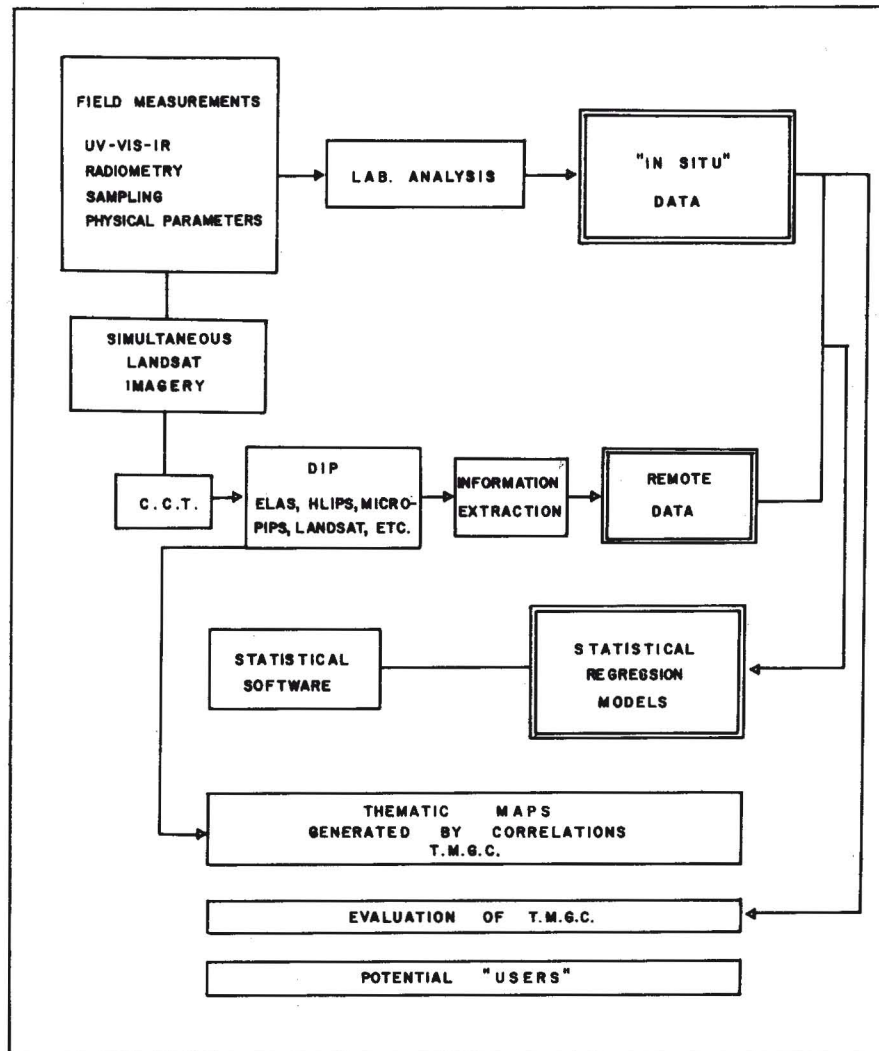 FIELD MEASUREMENTS
UV-VIS-IR
RADIOMETRY
SAMPLING
PHYSICAL PARAMETERS
LAB. ANALYSIS
"IN SITU"
DATA
SIMULTANEOUS
LANDSAT
IMAGERY
C.C.T.
DIP
ELAS, HLIPS, MICRO-
PIPS, LANDSAT, ETC.
INFORMATION
EXTRACTION
REMOTE
DATA
STATISTICAL
SOFTWARE
STATISTICAL
REGRESSION
MODELS
THEMATIC MAPS
GENERATED BY CORRELATIONS
T.M.G.C.
EVALUATION OF T.M.G.C.
POTENTIAL "USERS"